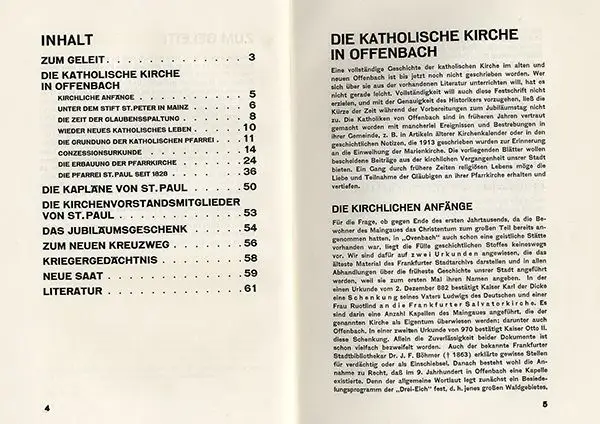 INHALT
ZUM GELEIT. . . . . . . . . . . . . 3
DIE KATHOLISCHE KIRCHE
IN OFFENBACH
KIRCHLICHE ANFÄNGE . . . . . . . . . . 5
UNTER DEM STIFT ST. PETER IN MAINZ . . . . . 6
DIE ZEIT DER GLAUBENSSPALTUNG . . . . . . 8
WIEDER NEUES KATHOLISCHES LEBEN . . . . . 10
DIE GRÜNDUNG DER KATHOLISCHEN PFARREI . . . 11
CONZESSIONSURKUNDE . . . . . . . . . 14
DIE ERBAUUNG DER PFARRKIRCHE . . . . . . 24
DIE PFARREI ST. PAUL SEIT 1828 . . . . . . . 36
DIE KAPLÄNE VON ST. PAUL . . . . . . . 50
DIE KIRCHENVORSTANDSMITGLIEDER
VON ST. PAUL . . . . . . . . . . . . 53
DAS JUBILÄUMSGESCHENK . . . . . . . 54
ZUM NEUEN KREUZWEG . . . . . . . . 56
KRIEGERGEDÄCHTNIS . . . . . . . . . 58
NEUE SAAT . . . . . . . . . . . . . 59
LITERATUR . . . . . . . . . . . . . 61
4
DIE KATHOLISCHE KIRCHE
IN OFFENBACH
Eine vollständige Geschichte der katholischen Kirche im alten und
neuen Offenbach ist bis jetzt noch nicht geschrieben worden. Wer
sich über sie aus der vorhandenen Literatur unterrichten will, hat es
nicht gerade leicht. Vollständigkeit will auch diese Festschrift nicht
erzielen, und mit der Genauigkeit des Historikers vorzugehen, ließ die
Kürze der Zeit während der Vorbereitungen zum Jubiläumstag nicht
zu. Die Katholiken von Offenbach sind in früheren Jahren vertraut
gemacht worden mit mancherlei Ereignissen und Bestrebungen in
ihrer Gemeinde, z. B. in Artikeln älterer Kirchenkalender oder in den
geschichtlichen Notizen, die 1913 geschrieben wurden zur Erinnerung
an die Einweihung der Marienkirche. Die vorliegenden Blätter wollen
bescheidene Beiträge aus der kirchlichen Vergangenheit unserer Stadt
bieten. Ein Gang durch frühere Zeiten religiösen Lebens möge die
Liebe und Teilnahme der Gläubigen an ihrer Pfarrkirche erhalten und
vertiefen.
DIE KIRCHLICHEN ANFÄNGE
Für die Frage, ob gegen Ende des ersten Jahrtausends, da die Be-
wohner des Maingaues das Christentum zum großen Teil bereits an-
genommen hatten, in „Ovenbach" auch schon eine geistliche Stätte
vorhanden war, liegt die Fülle geschichtlichen Stoffes keineswegs
vor. Wir sind dafür auf zwei Urkunden angewiesen, die das
älteste Material des Frankfurter Stadtarchivs darstellen und in allen
Abhandlungen über die früheste Geschichte unsrer Stadt angeführt
werden, weil sie zum ersten Mal ihren Namen angeben. In der
einen Urkunde vom 2. Dezember 882 bestätigt Kaiser Karl der Dicke
eine Schenkung seines Vaters Ludwigs des Deutschen und einer
Frau Ruotlind an die Frankfurter Salvatorkirche. Es
sind darin eine Anzahl Kapellen des Maingaues angeführt, die der
genannten Kirche als Eigentum überwiesen werden; darunter auch
Offenbach. In einer zweiten Urkunde von 970 bestätigt Kaiser Otto II.
diese Schenkung. Allein die Zuverlässigkeit beider Dokumente ist
schon vielfach bezweifelt worden. Auch der bekannte Frankfurter
Stadtbibliothekar Dr. J. F. Böhmer († 1863) erklärte gewisse Stellen
für verdächtig oder als Einschiebsel. Danach besteht wohl die An-
nahme zu Recht, daß im 9. Jahrhundert in Offenbach eine Kapelle
existierte. Denn der allgemeine Wortlaut legt zunächst ein Besiede-
lungsprogramm der „Drei-Eich" fest, d. h. jenes großen Waldgebietes,
5